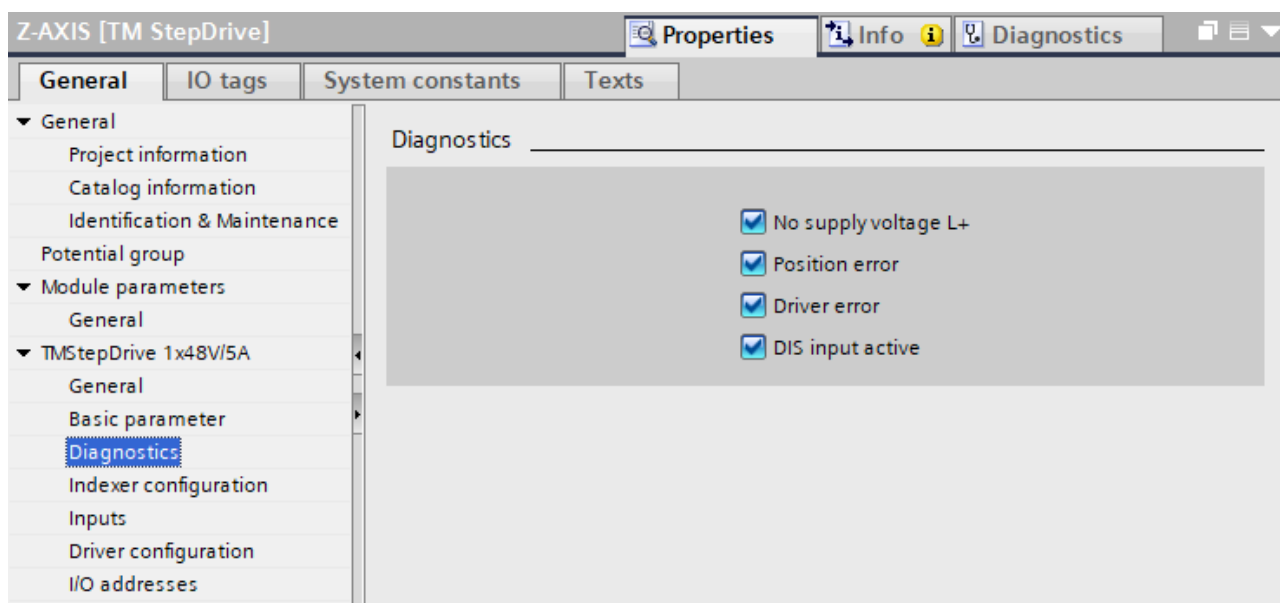 Z-AXIS [TM StepDrive]
Properties
Info
Diagnostics
General
IO tags
System constants
Texts
General
Project information
Catalog information
Identification & Maintenance
Potential group
Module parameters
General
TMStepDrive 1x48V/5A
General
Basic parameter
Diagnostics
Indexer configuration
Inputs
Driver configuration
I/O addresses
Diagnostics
No supply voltage L+
Position error
Driver error
DIS input active